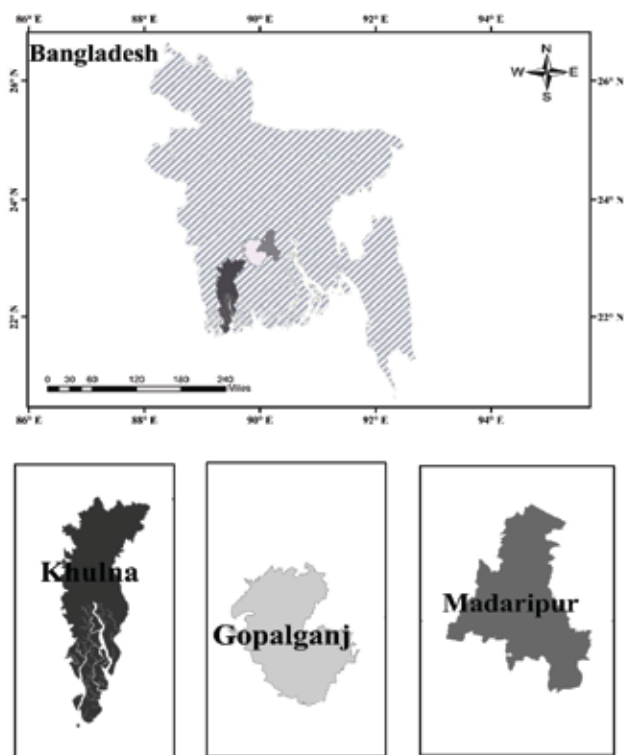 86° E 88° E 90° E 92° E 94° E
Bangladesh
N
W E
S
26° N 26° N
24° N 24° N
22° N 22° N
0 30 60 120 180 240
Miles
86° E 88° E 90° E 92° E 94° E
Khulna
Gopalganj
Madaripur